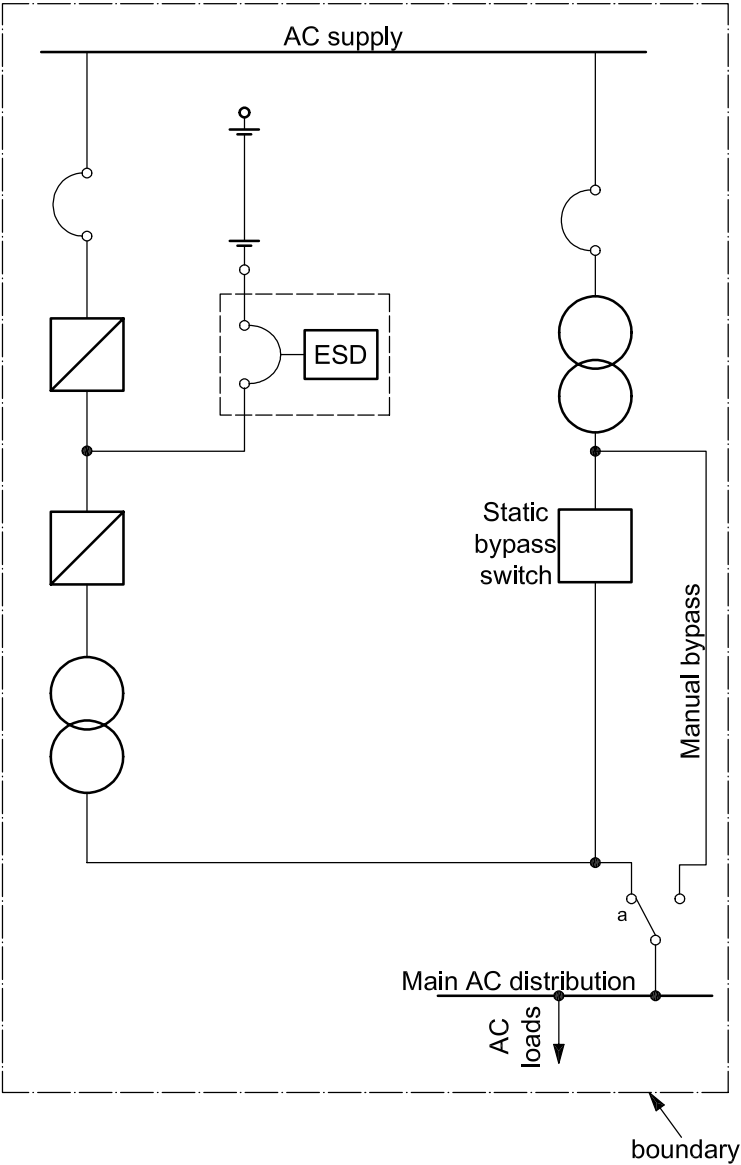 AC supply
ESD
Static
bypass
switch
Manual bypass
a
Main AC distribution
AC
loads
boundary